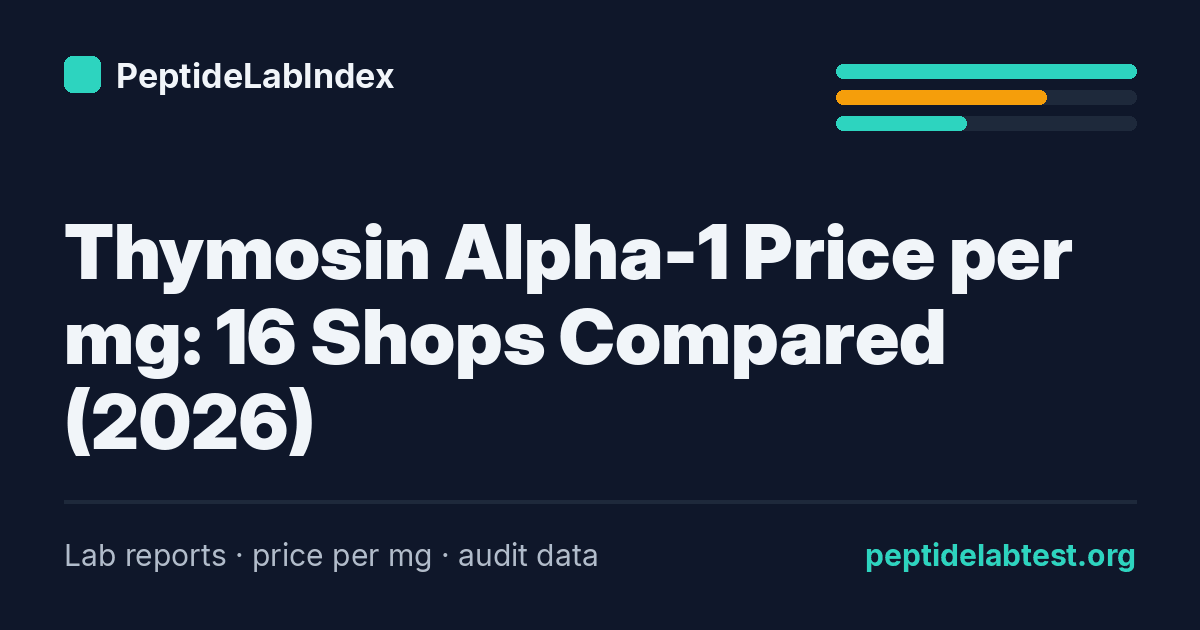 PeptideLabIndex
Thymosin Alpha-1 Price per
mg: 16 Shops Compared
(2026)
Lab reports · price per mg · audit data
peptidelabtest.org